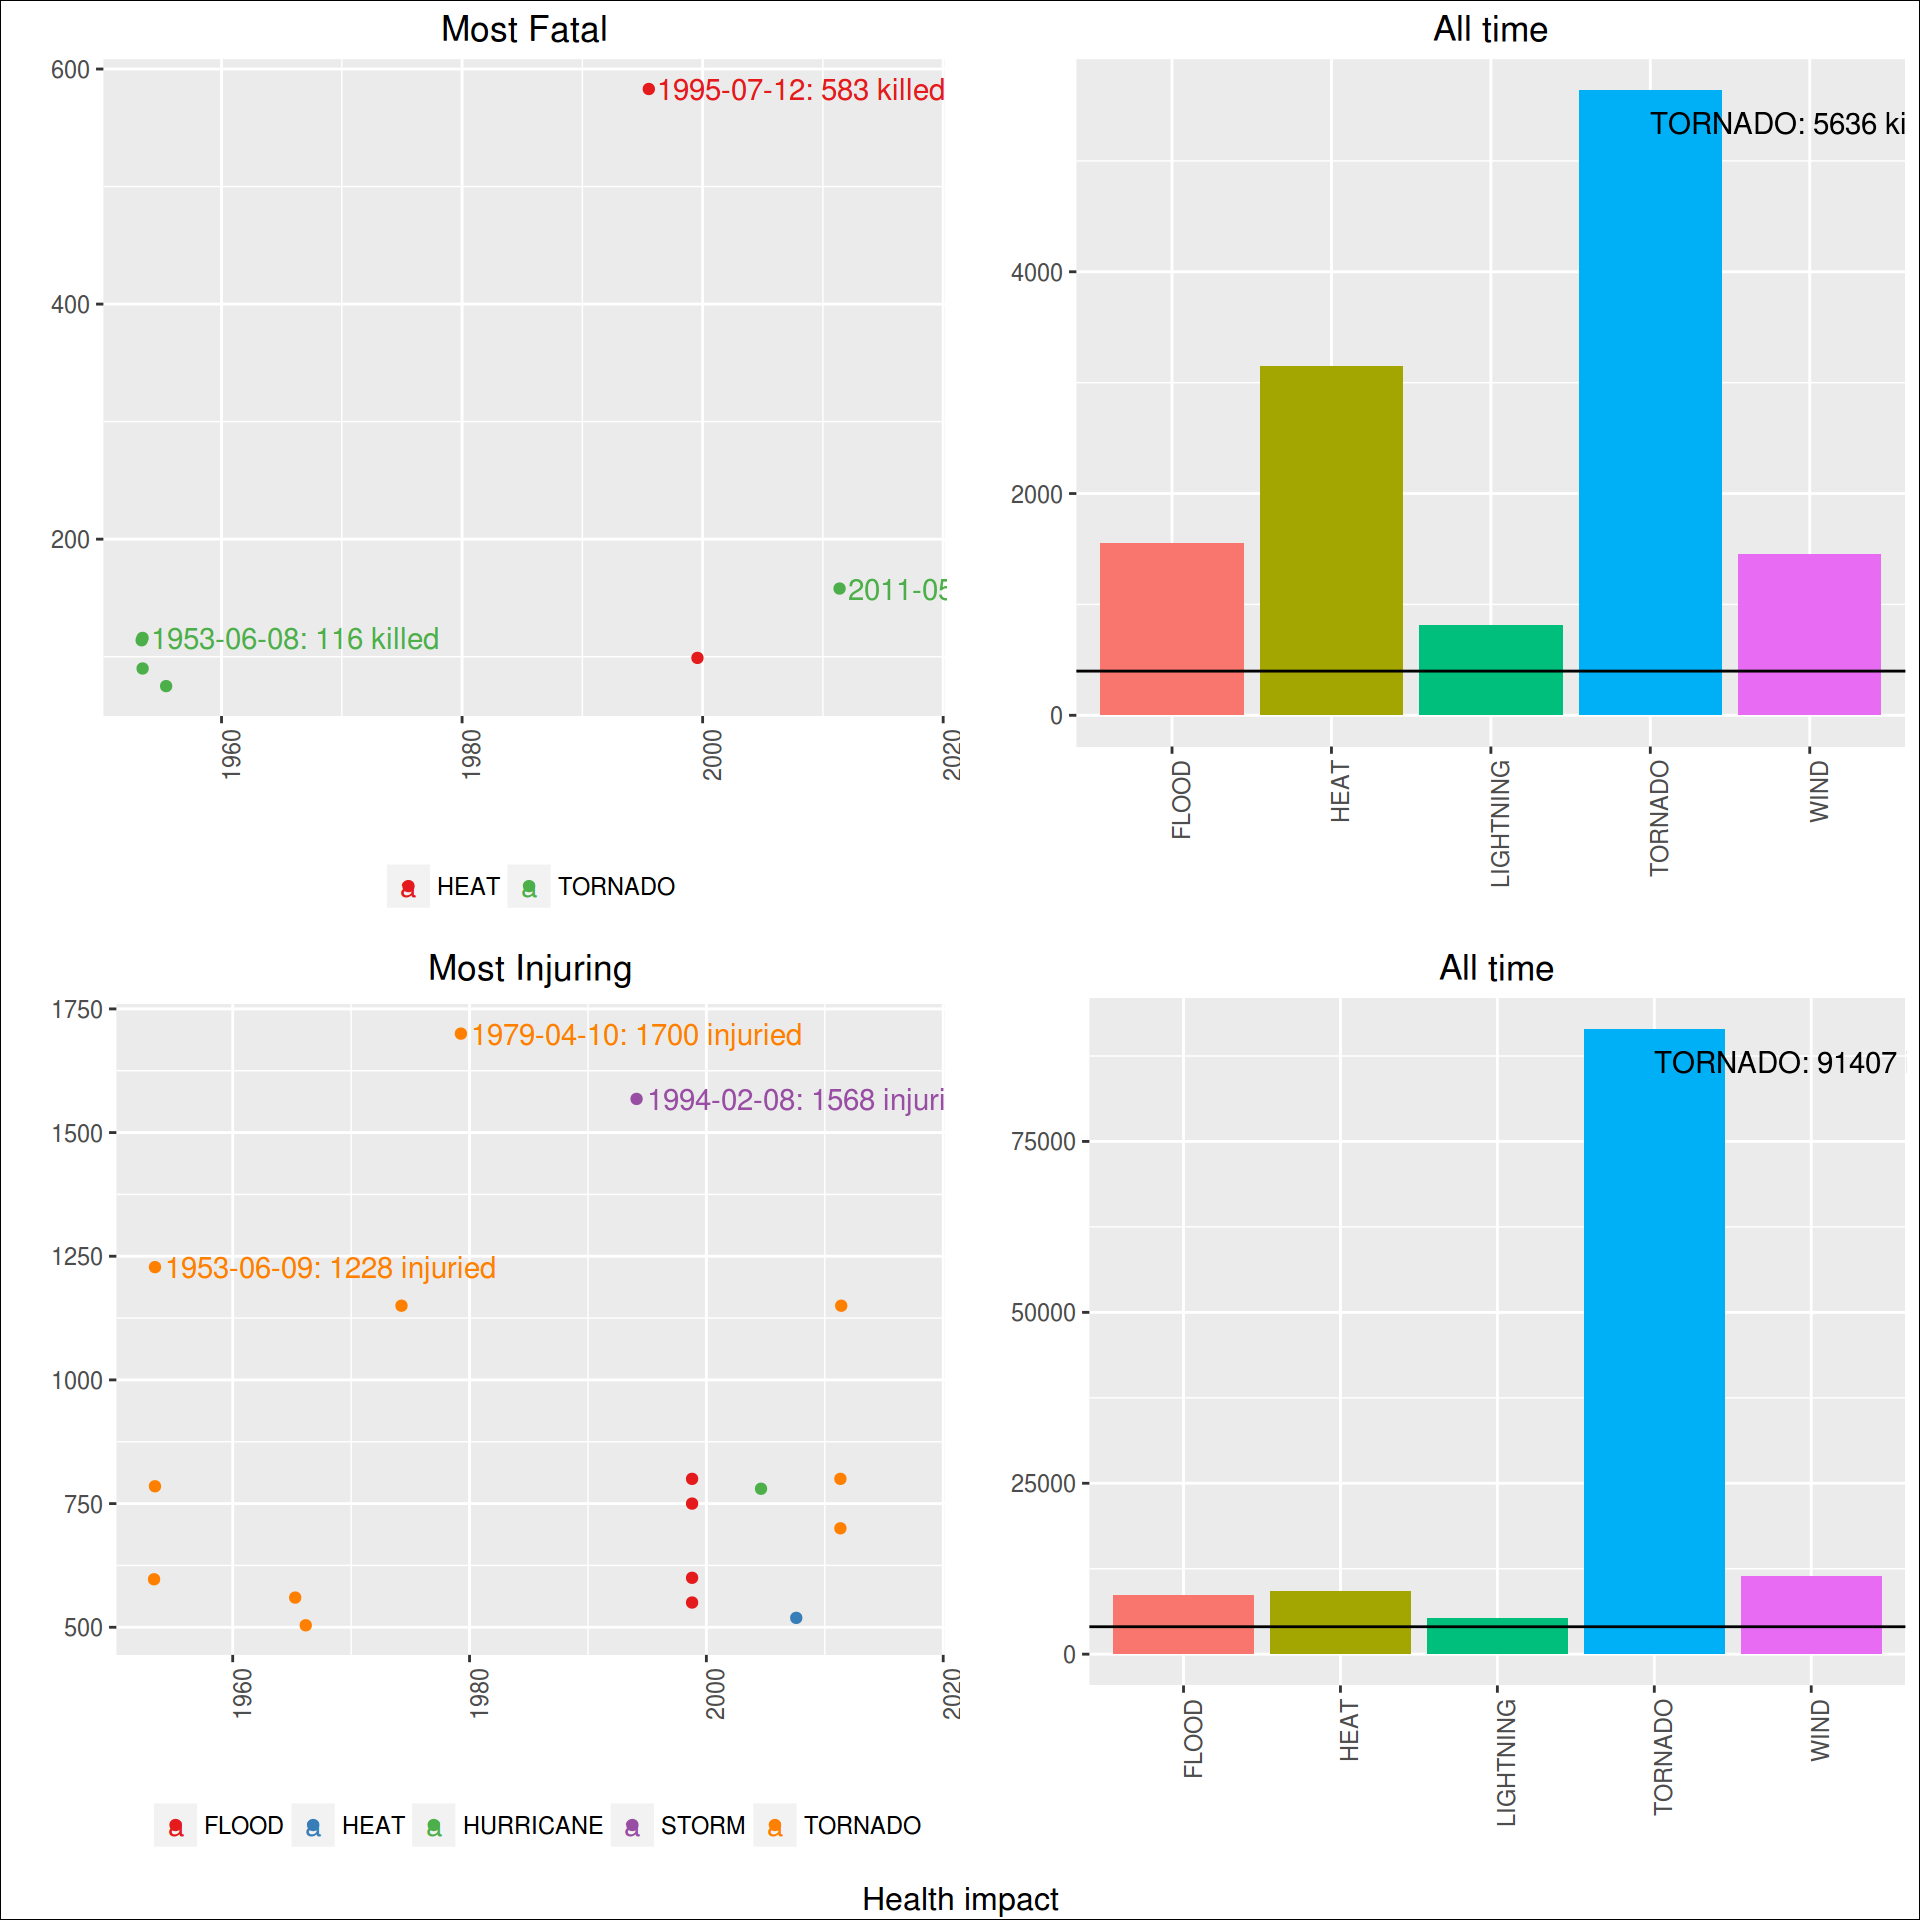 Most Fatal
600
400
200
1995-07-12: 583 killed
2011-05
1953-06-08: 116 killed
1960
1980
2000
2020
a HEAT a TORNADO
All time
4000
2000
0
TORNADO: 5636 ki
FLOOD
HEAT
LIGHTNING
TORNADO
WIND
Most Injuring
1750
1500
1250
1000
750
500
1979-04-10: 1700 injuried
1994-02-08: 1568 injuri
1953-06-09: 1228 injuried
1960
1980
2000
2020
a FLOOD a HEAT a HURRICANE a STORM a TORNADO
All time
75000
50000
25000
0
TORNADO: 91407
FLOOD
HEAT
LIGHTNING
TORNADO
WIND
Health impact